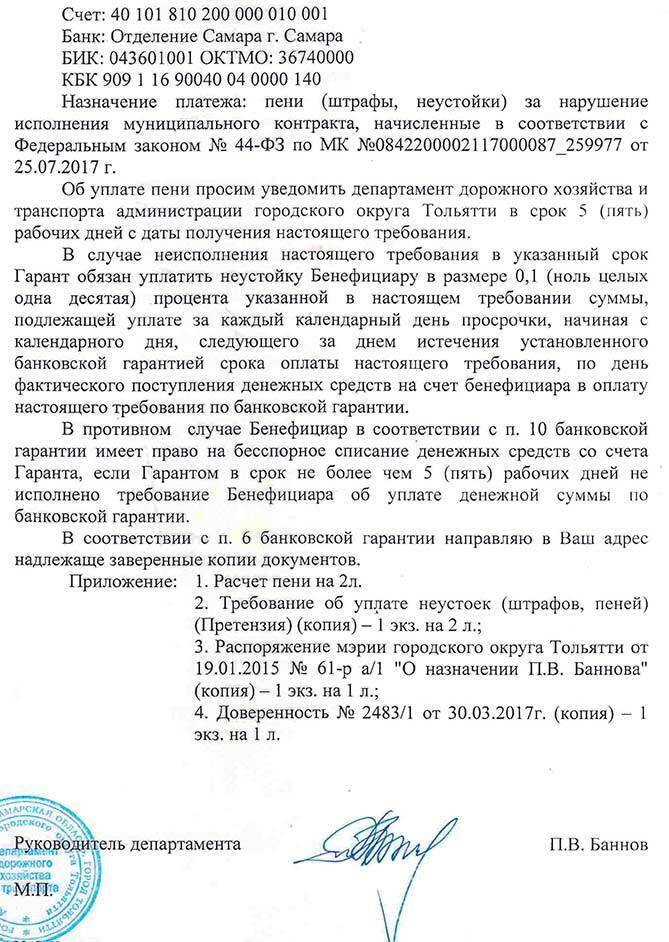 Счет: 40 101 810 200 000 010 001
Банк: Отделение Самара г. Самара
БИК: 043601001 ОКТМО: 36740000
КБК 909 1 16 90040 04 0000 140
Назначение платежа: пени (штрафы, неустойки) за нарушение
исполнения муниципального контракта, начисленные в соответствии с
Федеральным законом № 44-ФЗ по МК №0842200002117000087_259977 от
25.07.2017 г.
Об уплате пени просим уведомить департамент дорожного хозяйства и
транспорта администрации городского округа Тольятти в срок 5 (пять)
рабочих дней с даты получения настоящего требования.
В случае неисполнения настоящего требования в указанный срок
Гарант обязан уплатить неустойку Бенефициару в размере 0,1 (ноль целых
одна десятая) процента указанной в настоящем требовании суммы,
подлежащей уплате за каждый календарный день просрочки, начиная с
календарного дня, следующего за днем истечения установленного
банковской гарантией срока оплаты настоящего требования, по день
фактического поступления денежных средств на счет бенефициара в оплату
настоящего требования по банковской гарантии.
В противном случае Бенефициар в соответствии с п. 10 банковской
гарантии имеет право на бесспорное списание денежных средств со счета
Гаранта, если Гарантом в срок не более чем 5 (пять) рабочих дней не
исполнено требование Бенефициара об уплате денежной суммы по
банковской гарантии.
В соответствии с п. 6 банковской гарантии направляю в Ваш адрес
надлежаще заверенные копии документов.
Приложение: 1. Расчет пени на 2л.
2. Требование об уплате неустоек (штрафов, пеней)
(Претензия) (копия) – 1 экз. на 2 л.;
3. Распоряжение мэрии городского округа Тольятти от
19.01.2015 № 61-р а/1 "О назначении П.В. Баннова"
(копия) – 1 экз. на 1 л.;
4. Доверенность № 2483/1 от 30.03.2017г. (копия) – 1
экз. на 1 л.
Руководитель департамента П.В. Баннов
М.П.
САМАРСКАЯ ОБЛАСТЬ, ГОРОД ТОЛЬЯТТИ
городского округа Тольятти
департамент
дорожного
хозяйства
и транспорта